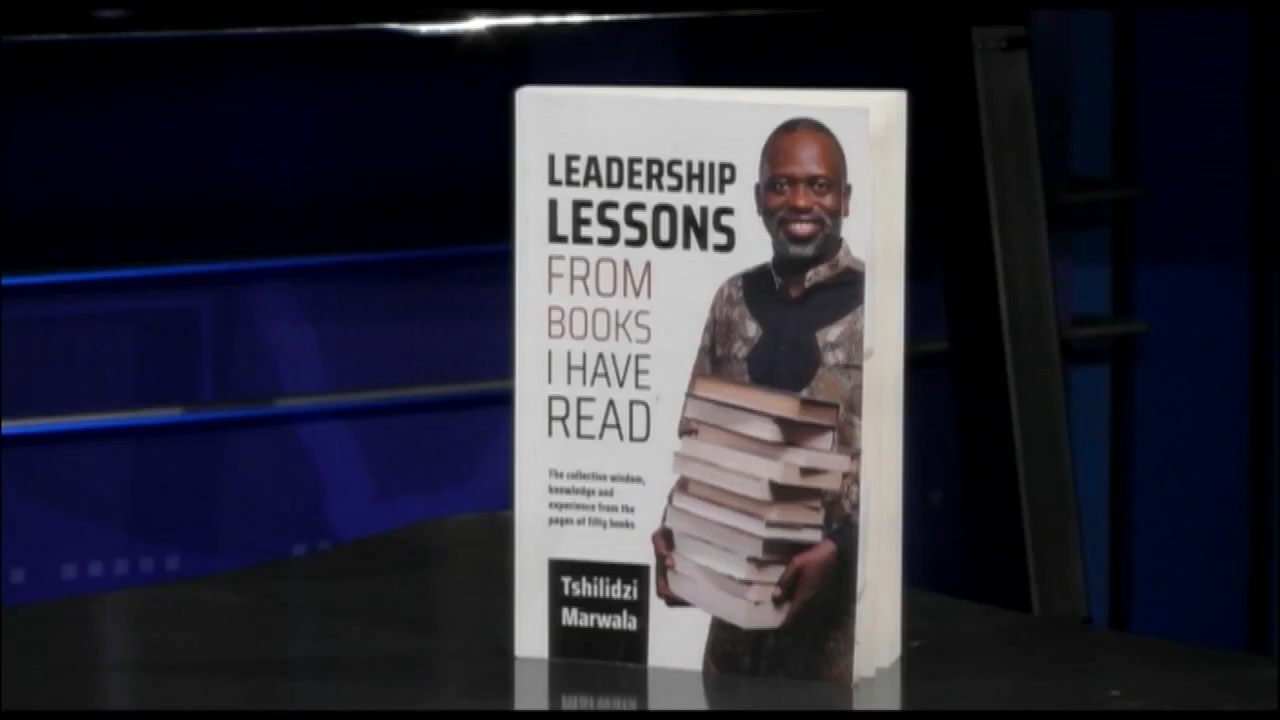 LEADERSHIP
LESSONS
FROM
BOOKS
I HAVE
READ
The collective wisdom,
knowledge and
experience from the
pages of fifty books
Tshilidzi
Marwala